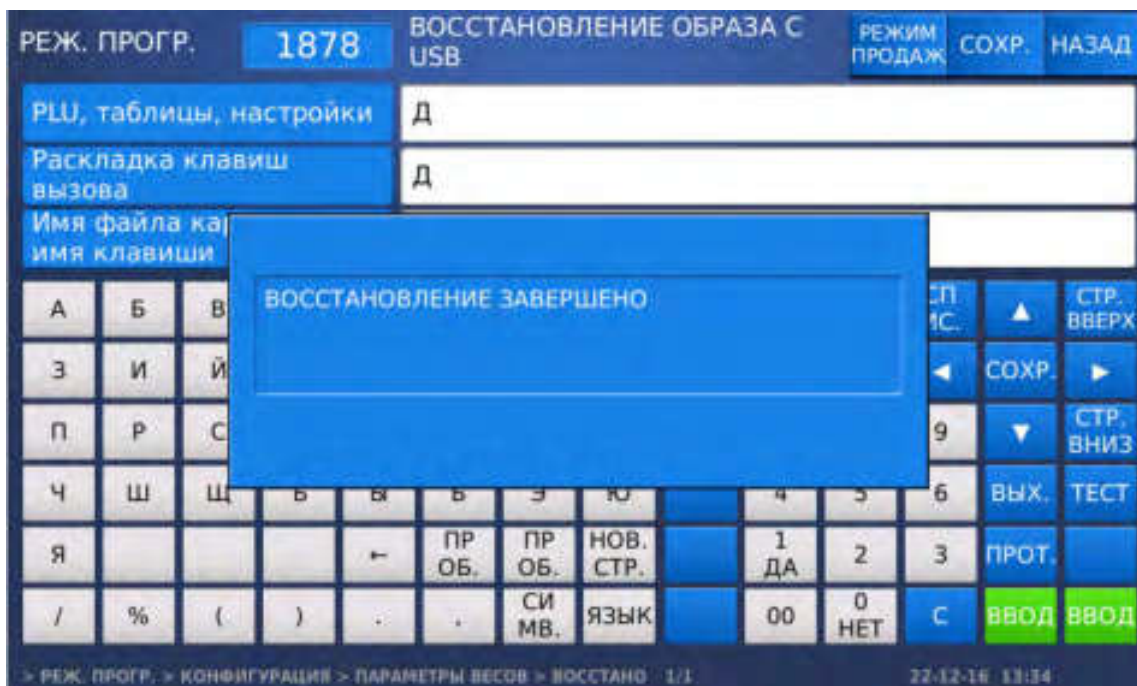 РЕЖ. ПРОГР.
1878
ВОССТАНОВЛЕНИЕ ОБРАЗА С
USB
РЕЖИМ
ПРОДАЖ
СОХР.
НАЗАД
PLU, таблицы, настройки
Д
Раскладка клавиш
вызова
Д
Имя файла
имя клавиши
ВОССТАНОВЛЕНИЕ ЗАВЕРШЕНО
А Б В
СТР.
ВВЕРХ
З И Й
СОХР.
П Р С 9
СТР.
ВНИЗ
Ч Ш Щ Ъ Ы Ь Э Ю 4 5 6 ВЫХ. ТЕСТ
Я ← ПР
ОБ.
ПР
ОБ.
НОВ.
СТР.
1
ДА
2 3 ПРОТ.
/ % ( ) . , СИ
МВ.
ЯЗЫК 00 0
НЕТ
С ВВОД ВВОД
> РЕЖ. ПРОГР. > КОНФИГУРАЦИЯ > ПАРАМЕТРЫ ВЕСОВ > ВОССТАНО 1/1
22-12-16 13:34